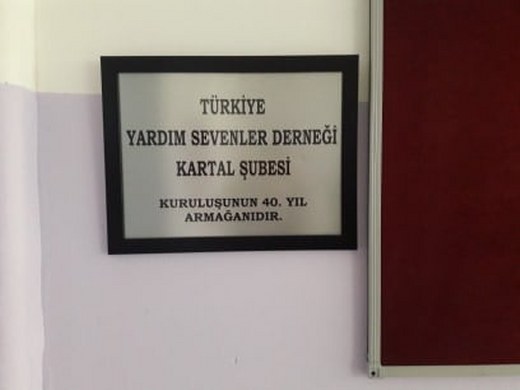 TÜRKİYE
YARDIM SEVENLER DERNEĞİ
KARTAL ŞUBESİ
KURULUŞUNUN 40. YIL
ARMAĞANIDIR.